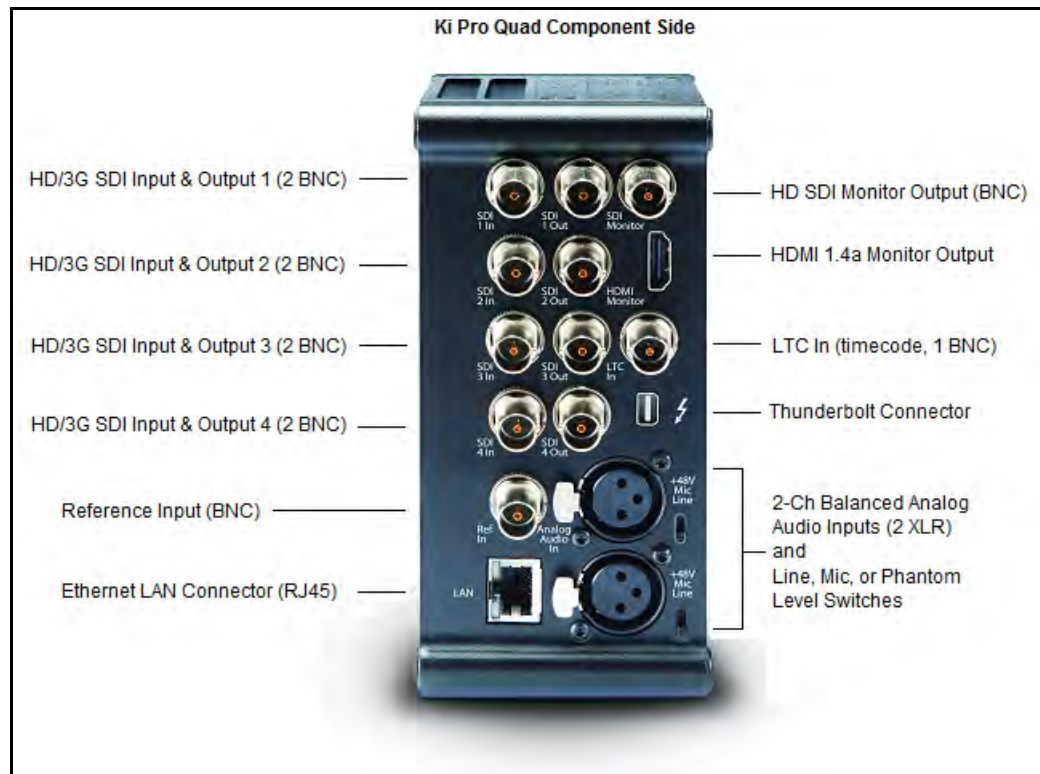 Ki Pro Quad Component Side
HD/3G SDI Input & Output 1 (2 BNC)
HD/3G SDI Input & Output 2 (2 BNC)
HD/3G SDI Input & Output 3 (2 BNC)
HD/3G SDI Input & Output 4 (2 BNC)
Reference Input (BNC)
Ethernet LAN Connector (RJ45)
SDI
1 In
SDI
1 Out
SDI
Monitor
SDI
2 In
SDI
2 Out
HDMI
Monitor
SDI
3 In
SDI
3 Out
LTC
In
SDI
4 In
SDI
4 Out
Ref.
In
Analog
Audio
In
+48V
Mic
Line
LAN
+48V
Mic
Line
HD SDI Monitor Output (BNC)
HDMI 1.4a Monitor Output
LTC In (timecode, 1 BNC)
Thunderbolt Connector
2-Ch Balanced Analog
Audio Inputs (2 XLR)
and
Line, Mic, or Phantom
Level Switches